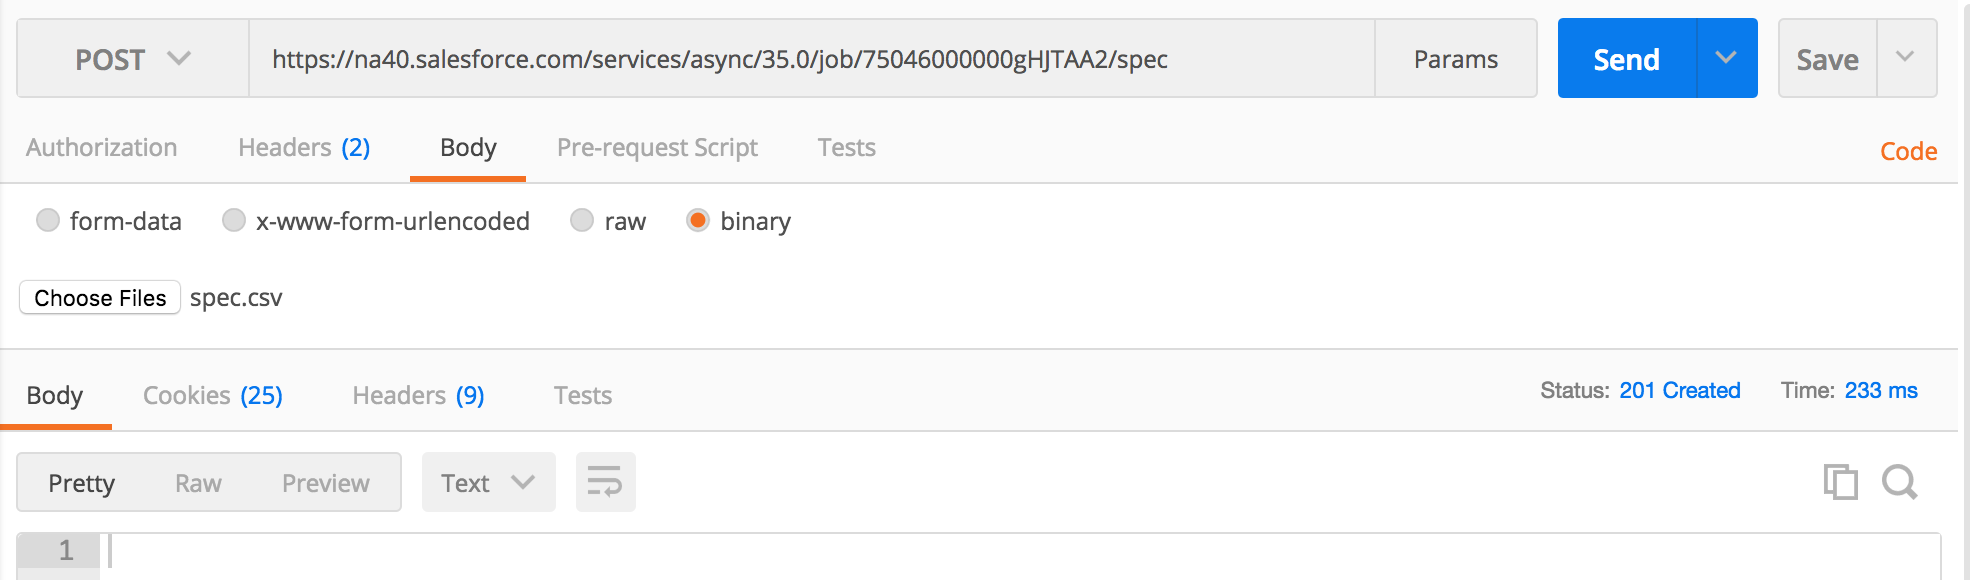 POST https://na40.salesforce.com/services/async/35.0/job/75046000000gHJTAA2/spec Params Send Save
Authorization Headers (2) Body Pre-request Script Tests Code
form-data x-www-form-urlencoded raw binary
Choose Files spec.csv
Body Cookies (25) Headers (9) Tests Status: 201 Created Time: 233 ms
Pretty Raw Preview Text
1